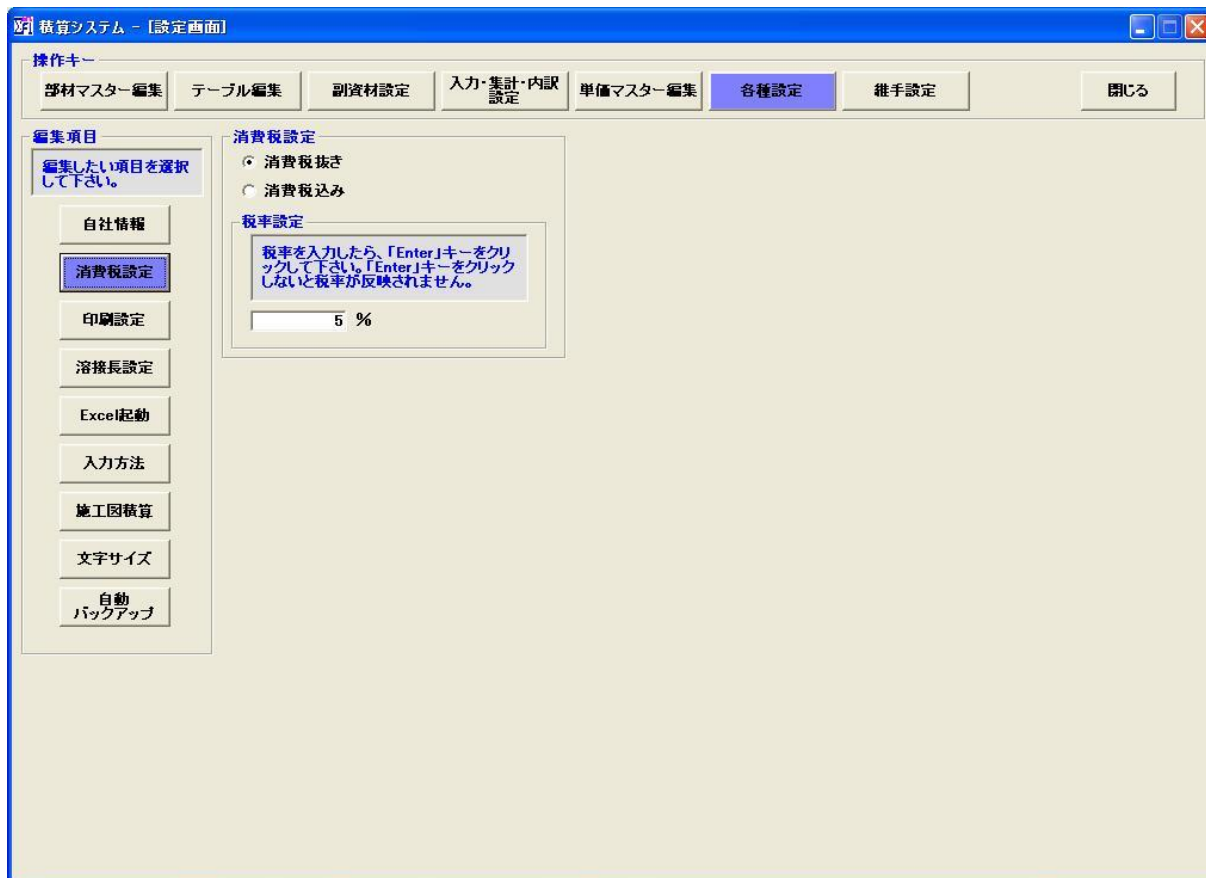 積算システム - [設定画面]
操作キー
部材マスター編集
テーブル編集
副資材設定
入力・集計・内訳
設定
単価マスター編集
各種設定
継手設定
閉じる
編集項目
編集したい項目を選択
して下さい。
自社情報
消費税設定
印刷設定
溶接長設定
Excel起動
入力方法
施工図積算
文字サイズ
自動
バックアップ
消費税設定
消費税抜き
消費税込み
税率設定
税率を入力したら、「Enter」キーをクリ
ックして下さい。「Enter」キーをクリック
しないと税率が反映されません。
5 %